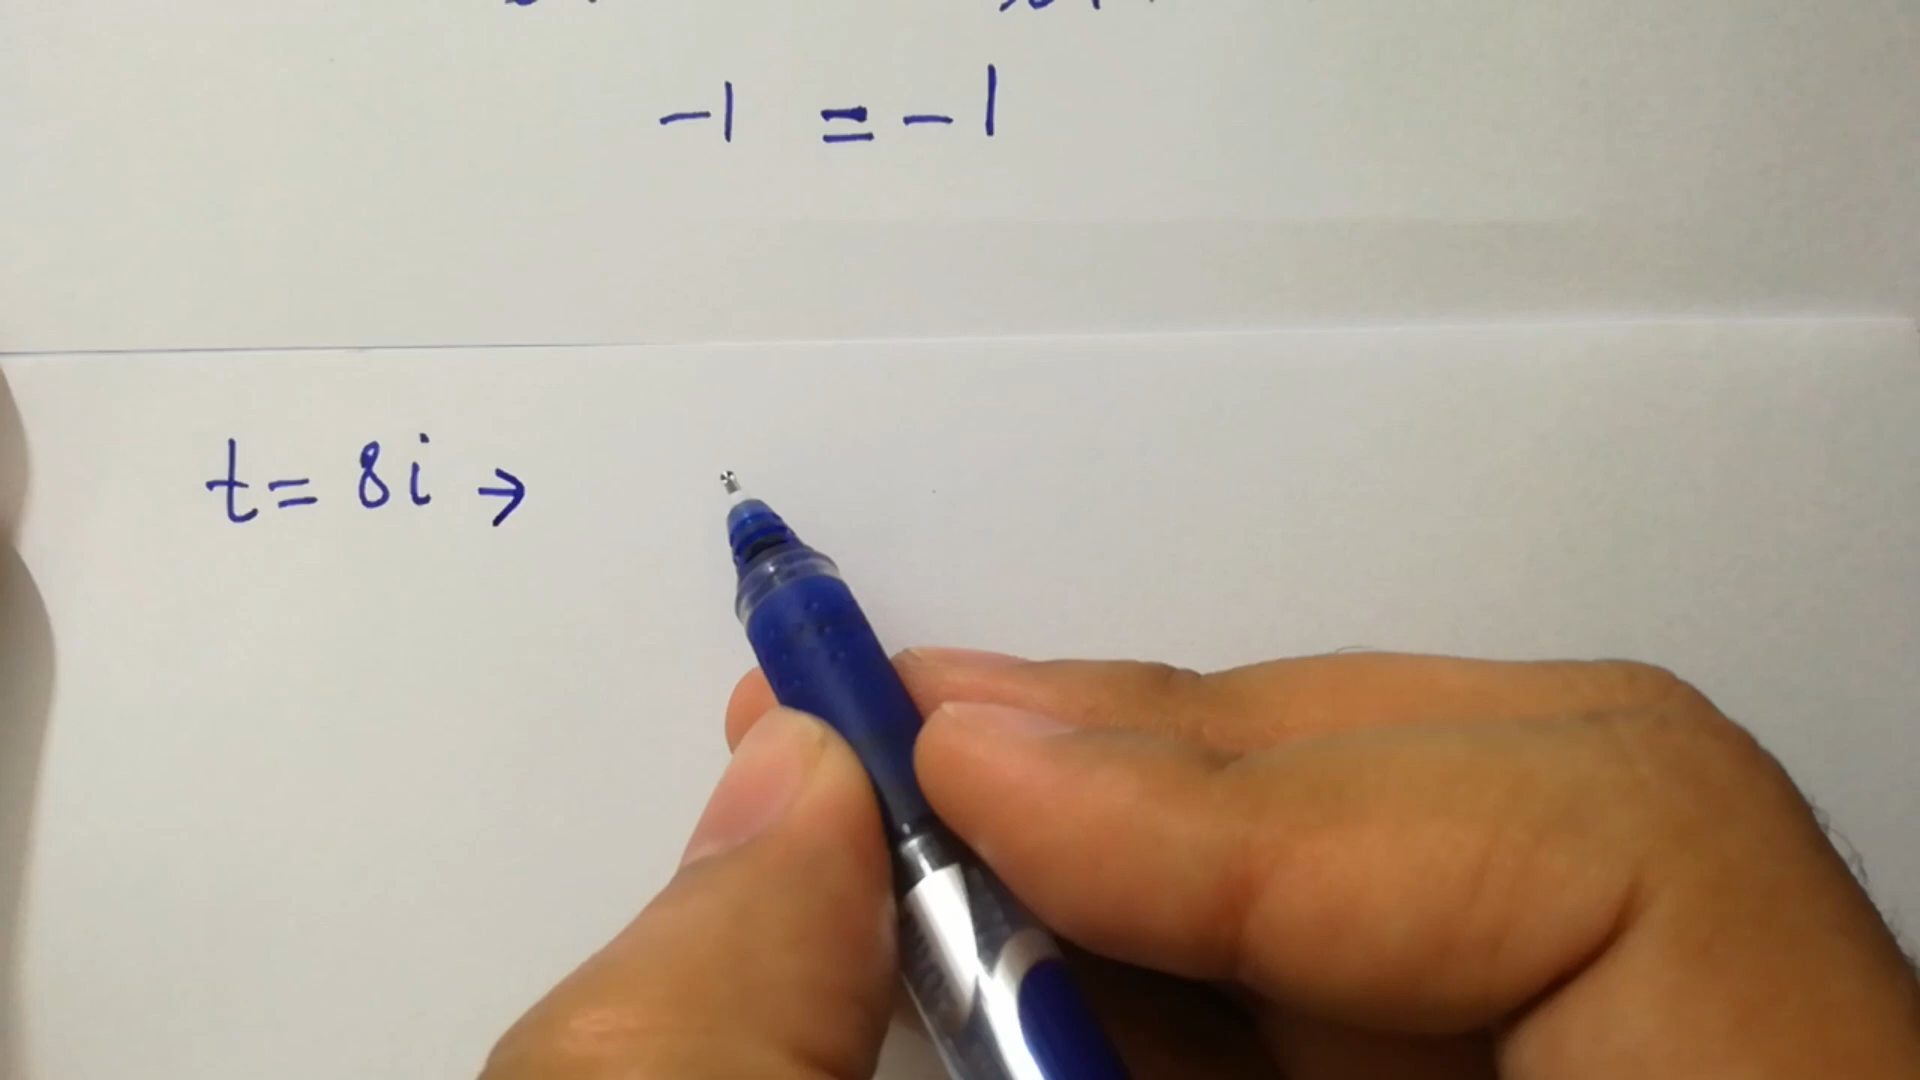 -1 = -1
t = 8i →